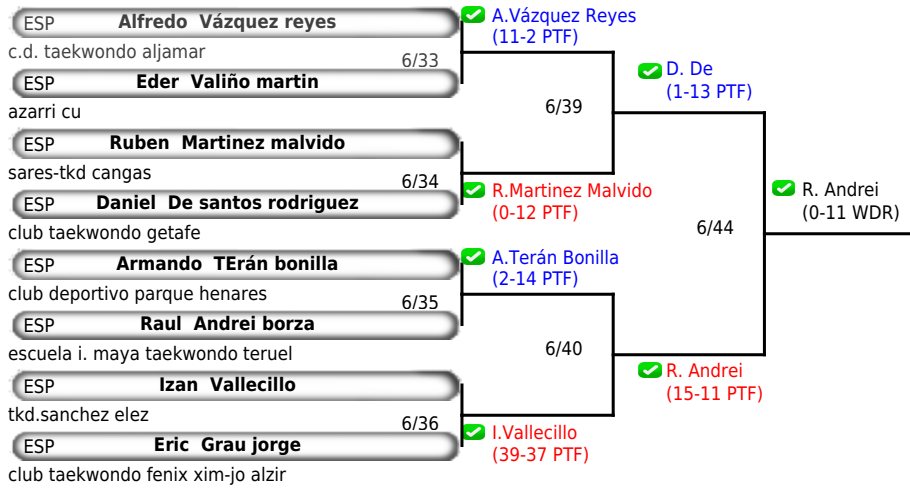 ESP Alfredo Vázquez reyes
c.d. taekwondo aljamar
6/33
ESP Eder Valiño martin
azarri cu
ESP Ruben Martinez malvido
sares-tkd cangas
6/34
ESP Daniel De santos rodriguez
club taekwondo getafe
ESP Armando TErán bonilla
club deportivo parque henares
6/35
ESP Raul Andrei borza
escuela i. maya taekwondo teruel
ESP Izan Vallecillo
tkd.sanchez elez
6/36
ESP Eric Grau jorge
club taekwondo fenix xim-jo alzir
A.Vázquez Reyes
(11-2 PTF)
6/39
R.Martinez Malvido
(0-12 PTF)
A.Terán Bonilla
(2-14 PTF)
6/40
I.Vallecillo
(39-37 PTF)
D. De
(1-13 PTF)
6/44
R. Andrei
(15-11 PTF)
R. Andrei
(0-11 WDR)